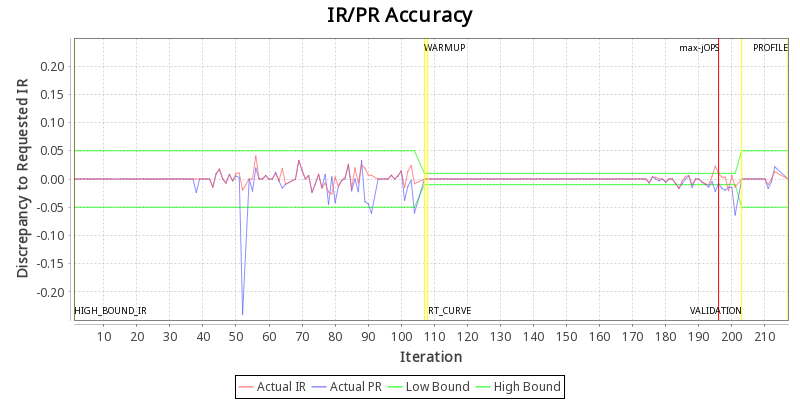 IR/PR Accuracy
Discrepancy to Requested IR
0.20
0.15
0.10
0.05
0.00
-0.05
-0.10
-0.15
-0.20
WARMUP
max-jOPS
PROFILE
HIGH_BOUND_IR
RT_CURVE
VALIDATION
10 20 30 40 50 60 70 80 90 100 110 120 130 140 150 160 170 180 190 200 210
Iteration
Actual IR Actual PR Low Bound High Bound